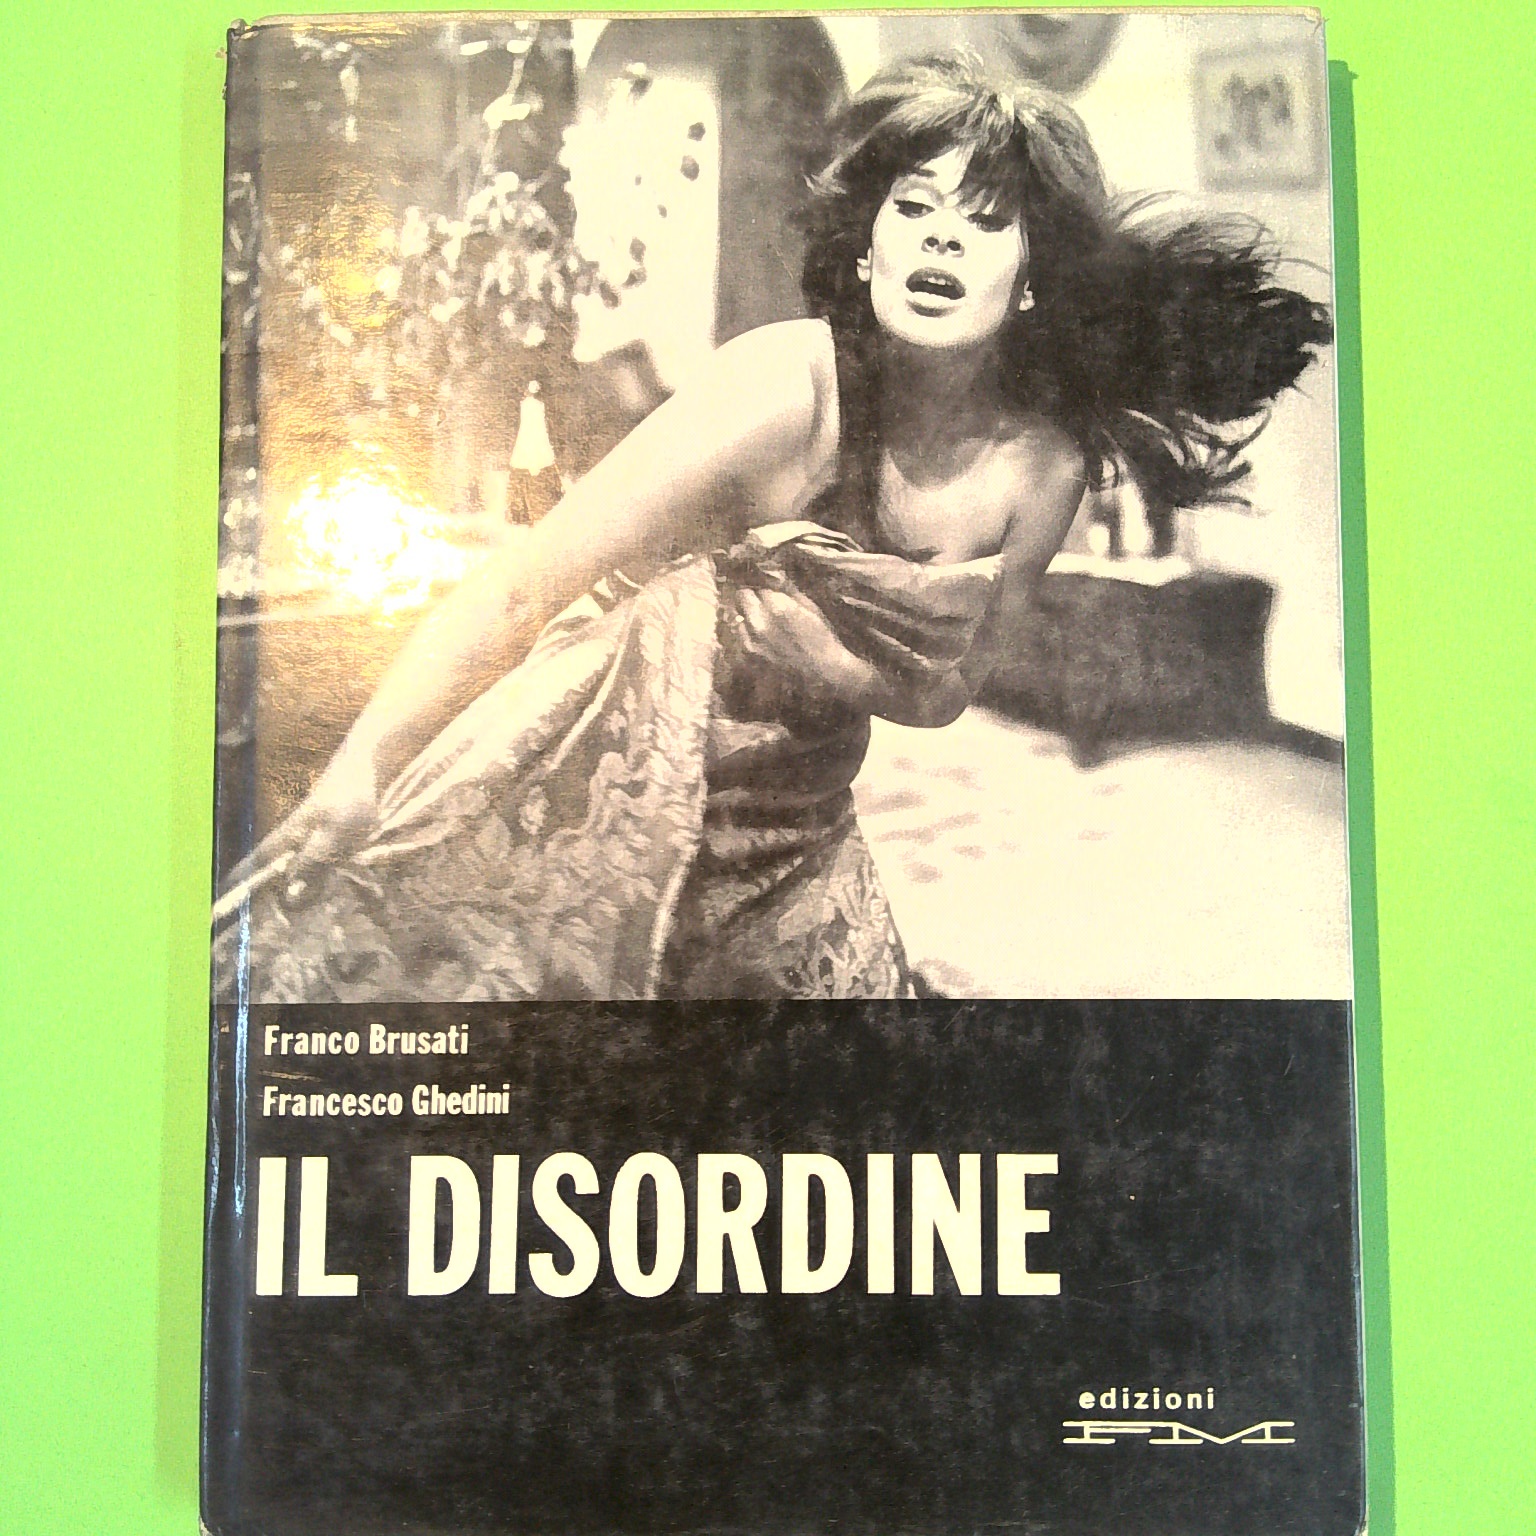 Franco Brusati
Francesco Ghedini
IL DISORDINE
edizioni
FM